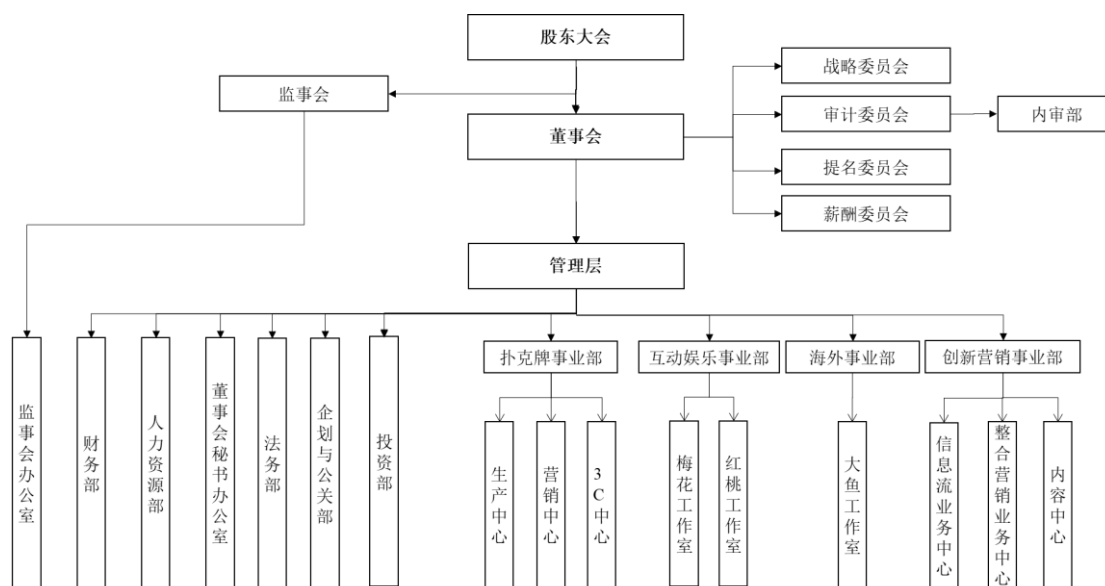 股东大会
监事会
战略委员会
审计委员会
内审部
董事会
提名委员会
薪酬委员会
管理层
扑克牌事业部
互动娱乐事业部
海外事业部
创新营销事业部
监事会办公室
财务部
人力资源部
董事会秘书办公室
法务部
企划与公关部
投资部
生产中心
营销中心
3C中心
梅花工作室
红桃工作室
大鱼工作室
信息流业务中心
整合营销业务中心
内容中心